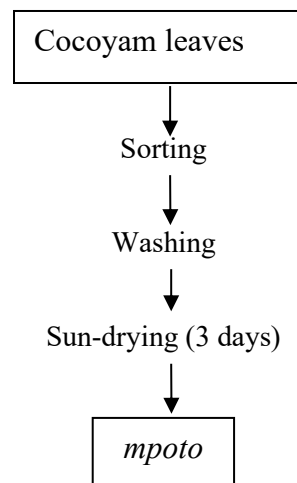 Cocoyam leaves
Sorting
Washing
Sun-drying (3 days)
mpoto